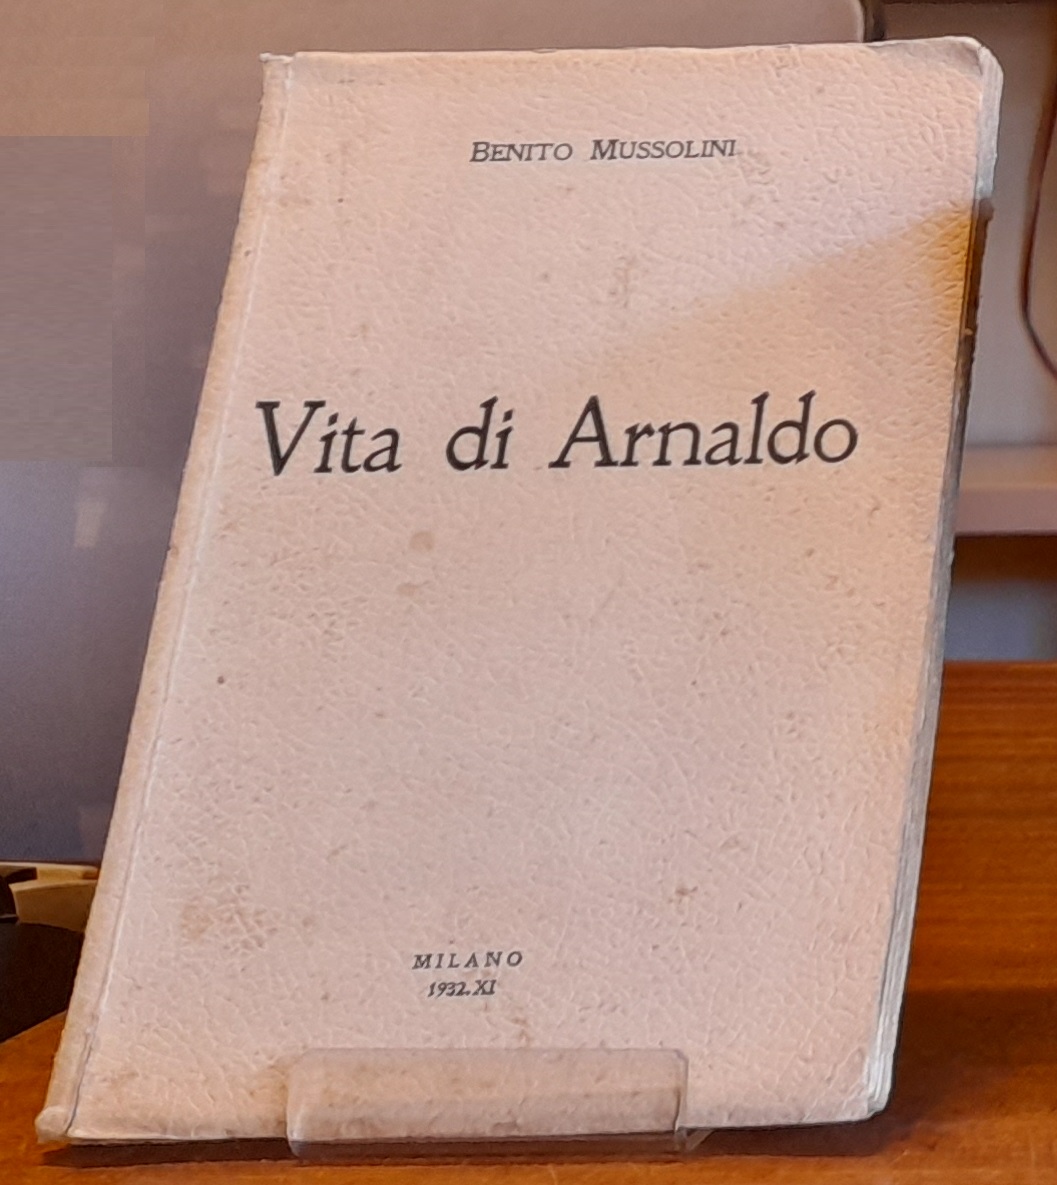 BENITO MUSSOLINI
Vita di Arnaldo
MILANO
1932.XI